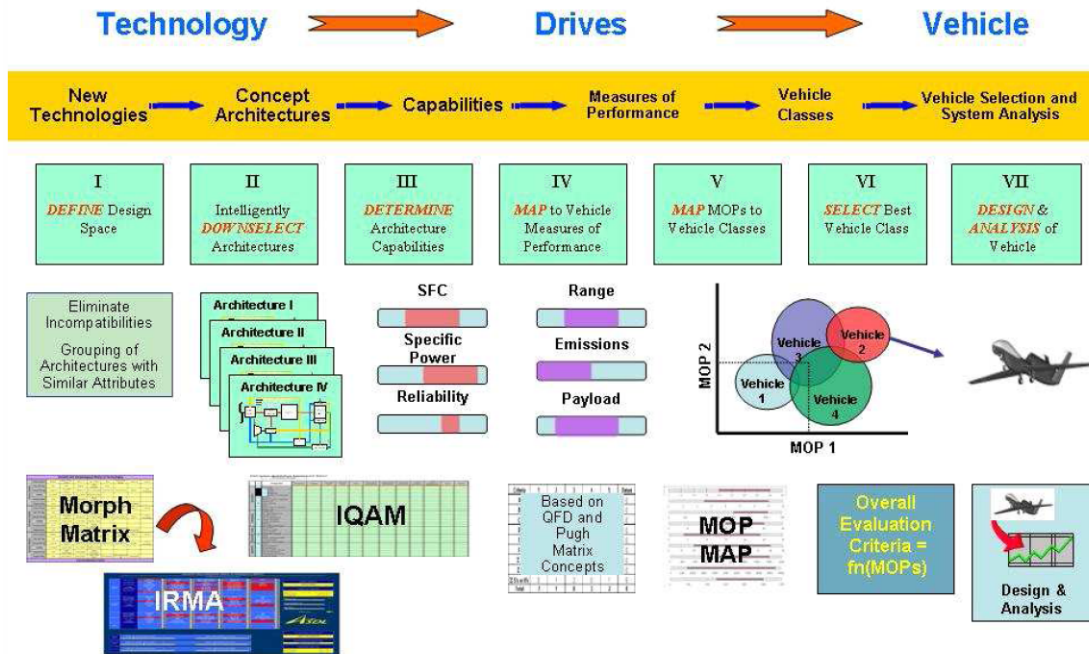 Technology Drives Vehicle
New
Technologies
Concept
Architectures
Capabilities
Measures of
Performance
Vehicle
Classes
Vehicle Selection and
System Analysis
I
DEFINE Design
Space
II
Intelligently
DOWNSELECT
Architectures
III
DETERMINE
Architecture
Capabilities
IV
MAP to Vehicle
Measures of
Performance
V
MAP MOPs to
Vehicle Classes
VI
SELECT Best
Vehicle Class
VII
DESIGN &
ANALYSIS of
Vehicle
Eliminate
Incompatibilities
Grouping of
Architectures with
Similar Attributes
Architecture I
Architecture II
Architecture III
Architecture IV
SFC
Specific
Power
Reliability
Range
Emissions
Payload
MOP 2
Vehicle
1
Vehicle
3
Vehicle
2
Vehicle
4
MOP 1
Morph
Matrix
IRMA
ASDL
IQAM
Based on
QFD and
Pugh
Matrix
Concepts
MOP
MAP
Overall
Evaluation
Criteria =
fn(MOPs)
Design &
Analysis